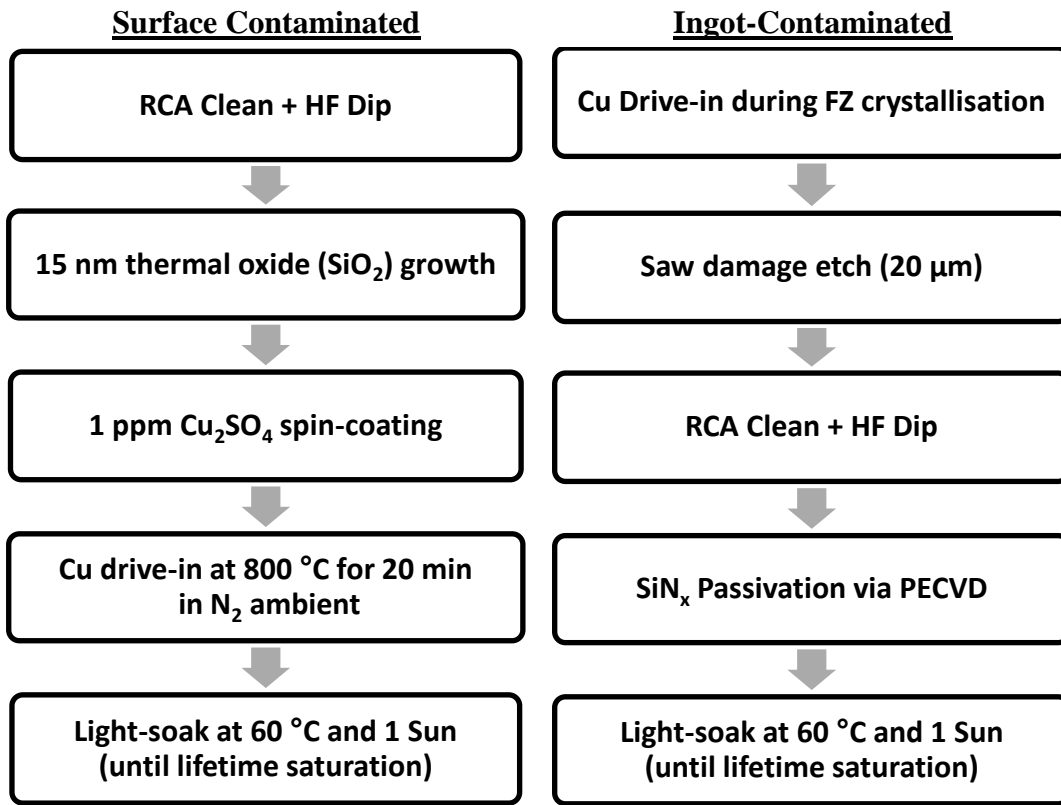 Surface Contaminated
RCA Clean + HF Dip
15 nm thermal oxide (SiO₂) growth
1 ppm Cu₂SO₄ spin-coating
Cu drive-in at 800 °C for 20 min
in N₂ ambient
Light-soak at 60 °C and 1 Sun
(until lifetime saturation)
Ingot-Contaminated
Cu Drive-in during FZ crystallisation
Saw damage etch (20 µm)
RCA Clean + HF Dip
SiNₓ Passivation via PECVD
Light-soak at 60 °C and 1 Sun
(until lifetime saturation)